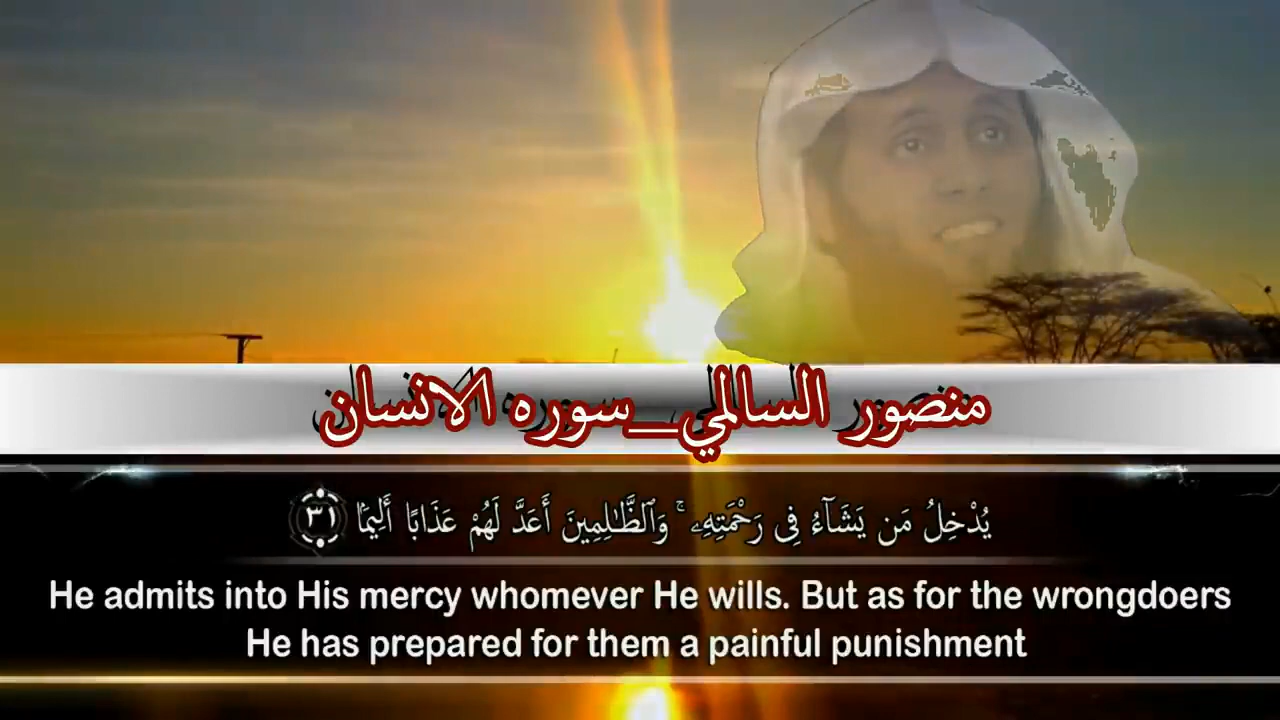 منصور السالمي_سوره الانسان
يُدْخِلُ مَن يَشَآءُ فِى رَحْمَتِهِۦ ۚ وَٱلظَّٰلِمِينَ أَعَدَّ لَهُمْ عَذَابًا أَلِيمًۢا ٣١
He admits into His mercy whomever He wills. But as for the wrongdoers
He has prepared for them a painful punishment